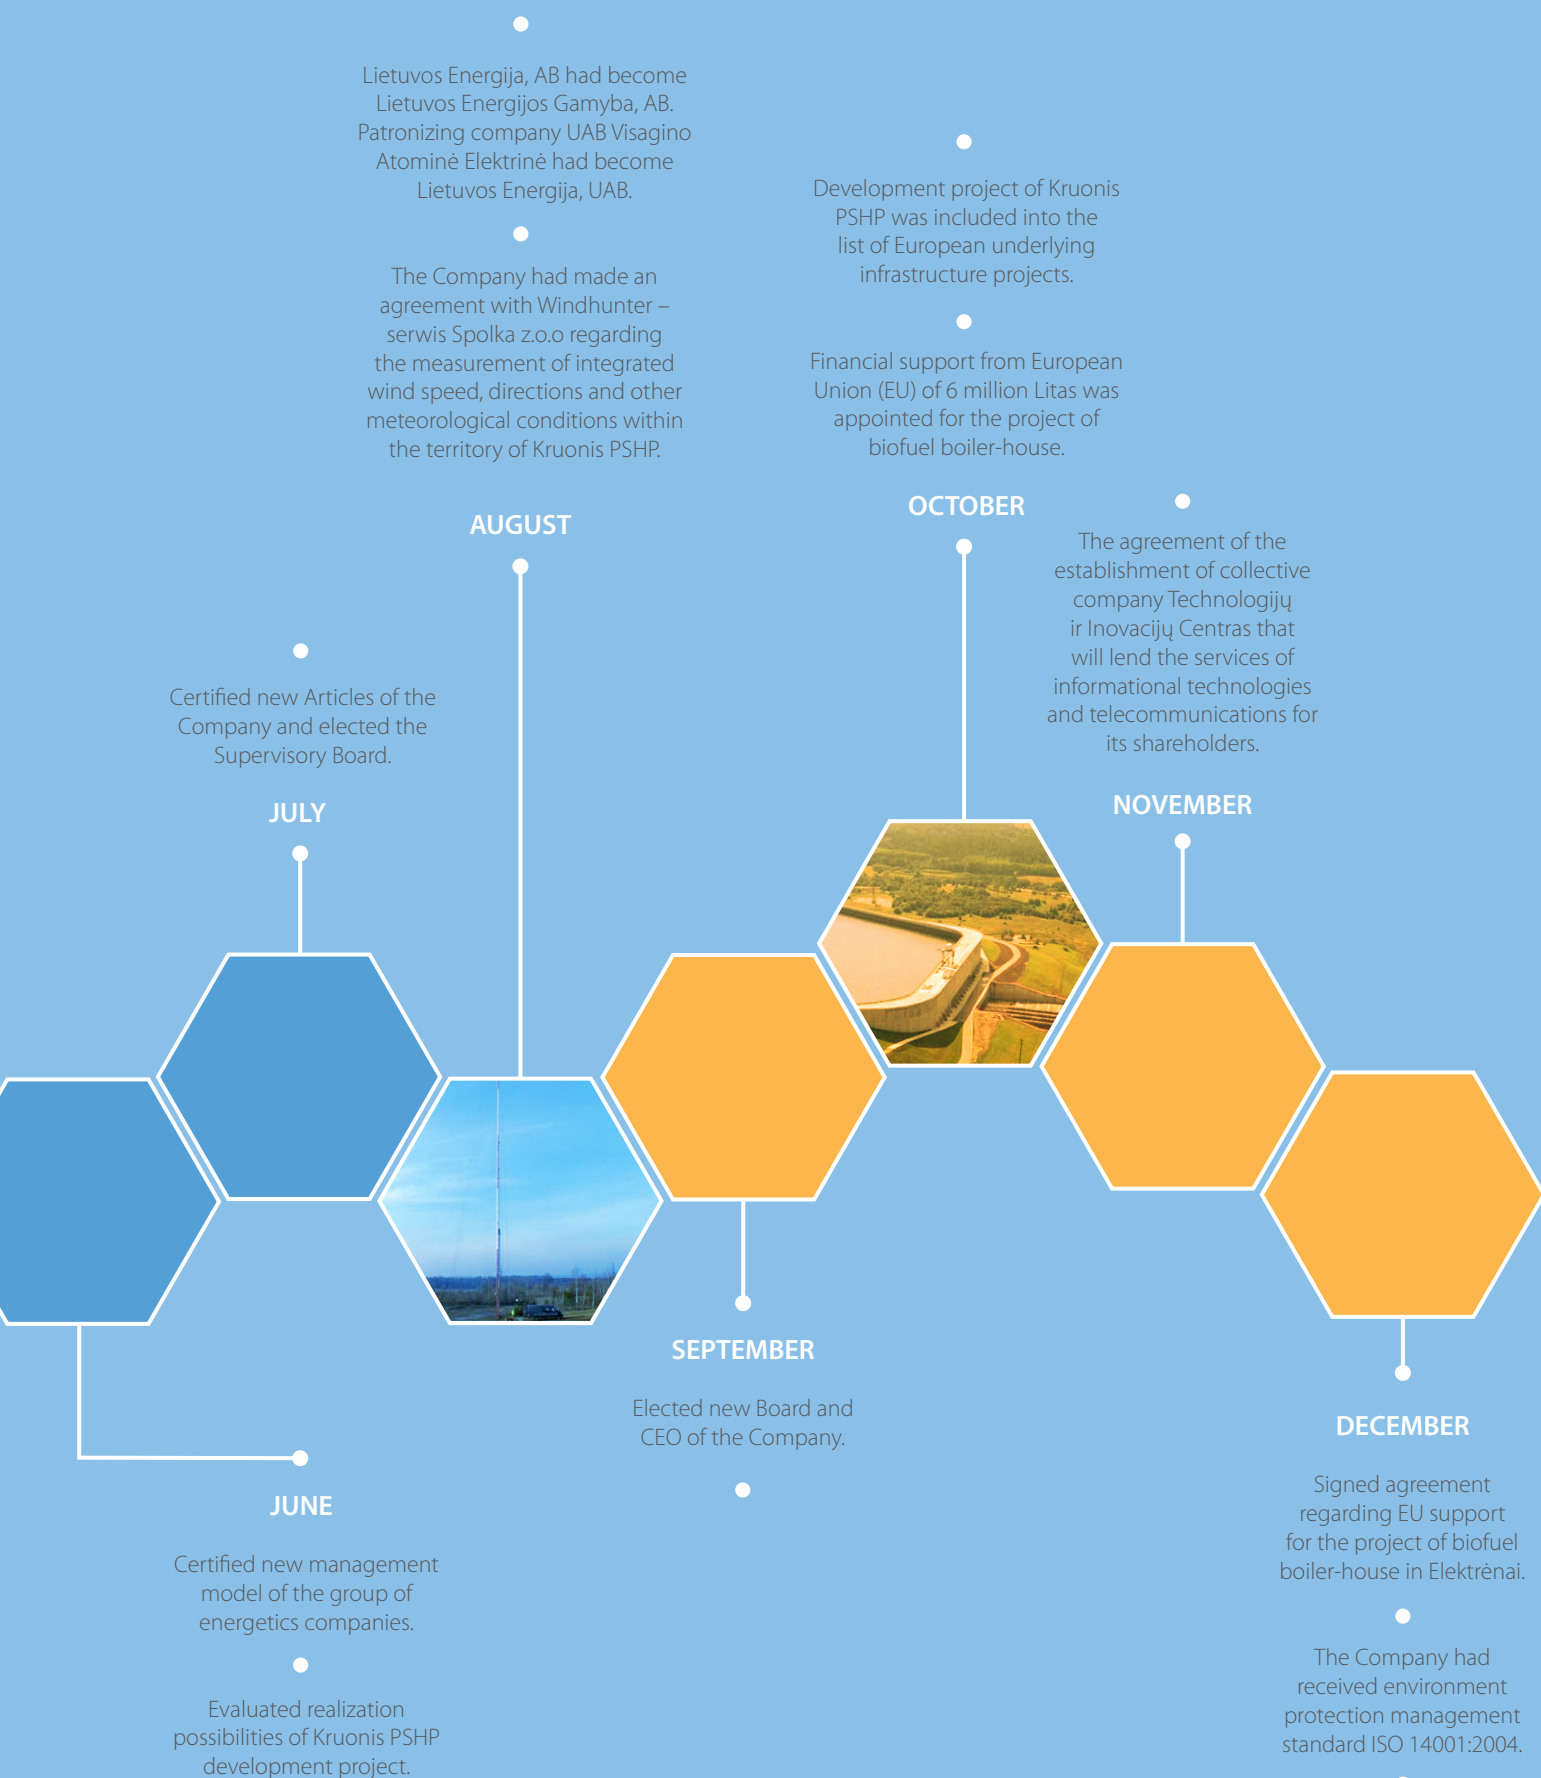 Lietuvos Energija, AB had become
Lietuvos Energijos Gamyba, AB.
Patronizing company UAB Visagino
Atominė Elektrinė had become
Lietuvos Energija, UAB.
The Company had made an
agreement with Windhunter –
serwis Spolka z.o.o regarding
the measurement of integrated
wind speed, directions and other
meteorological conditions within
the territory of Kruonis PSHP.
AUGUST
Development project of Kruonis
PSHP was included into the
list of European underlying
infrastructure projects.
Financial support from European
Union (EU) of 6 million Litas was
appointed for the project of
biofuel boiler-house.
OCTOBER
The agreement of the
establishment of collective
company Technologijų
ir Inovacijų Centras that
will lend the services of
informational technologies
and telecommunications for
its shareholders.
NOVEMBER
Certified new Articles of the
Company and elected the
Supervisory Board.
JULY
SEPTEMBER
Elected new Board and
CEO of the Company.
JUNE
Certified new management
model of the group of
energetics companies.
Evaluated realization
possibilities of Kruonis PSHP
development project.
DECEMBER
Signed agreement
regarding EU support
for the project of biofuel
boiler-house in Elektrėnai.
The Company had
received environment
protection management
standard ISO 14001:2004.